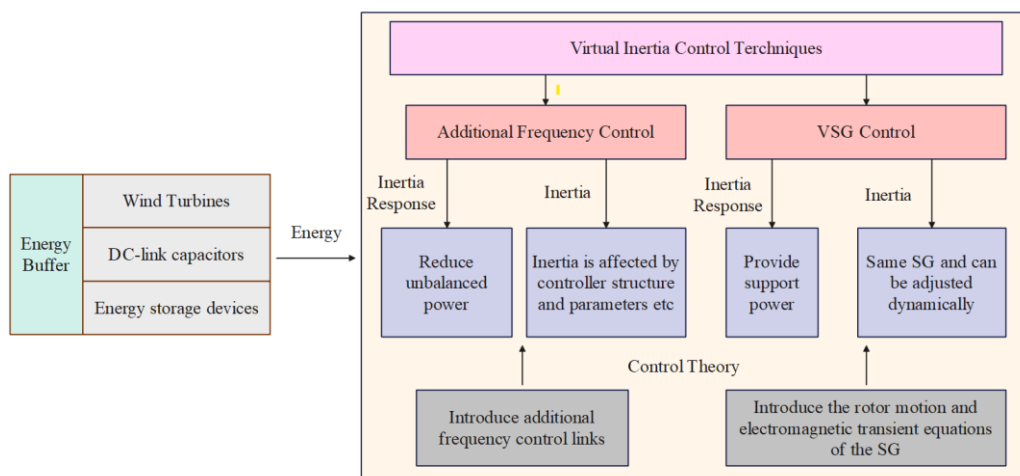 Virtual Inertia Control Terchniques
Additional Frequency Control
VSG Control
Inertia
Response
Inertia
Inertia
Response
Inertia
Energy
Buffer
Wind Turbines
DC-link capacitors
Energy storage devices
Energy
Reduce
unbalanced
power
Inertia is affected by
controller structure
and parameters etc
Provide
support
power
Same SG and can
be adjusted
dynamically
Control Theory
Introduce additional
frequency control links
Introduce the rotor motion and
electromagnetic transient equations
of the SG